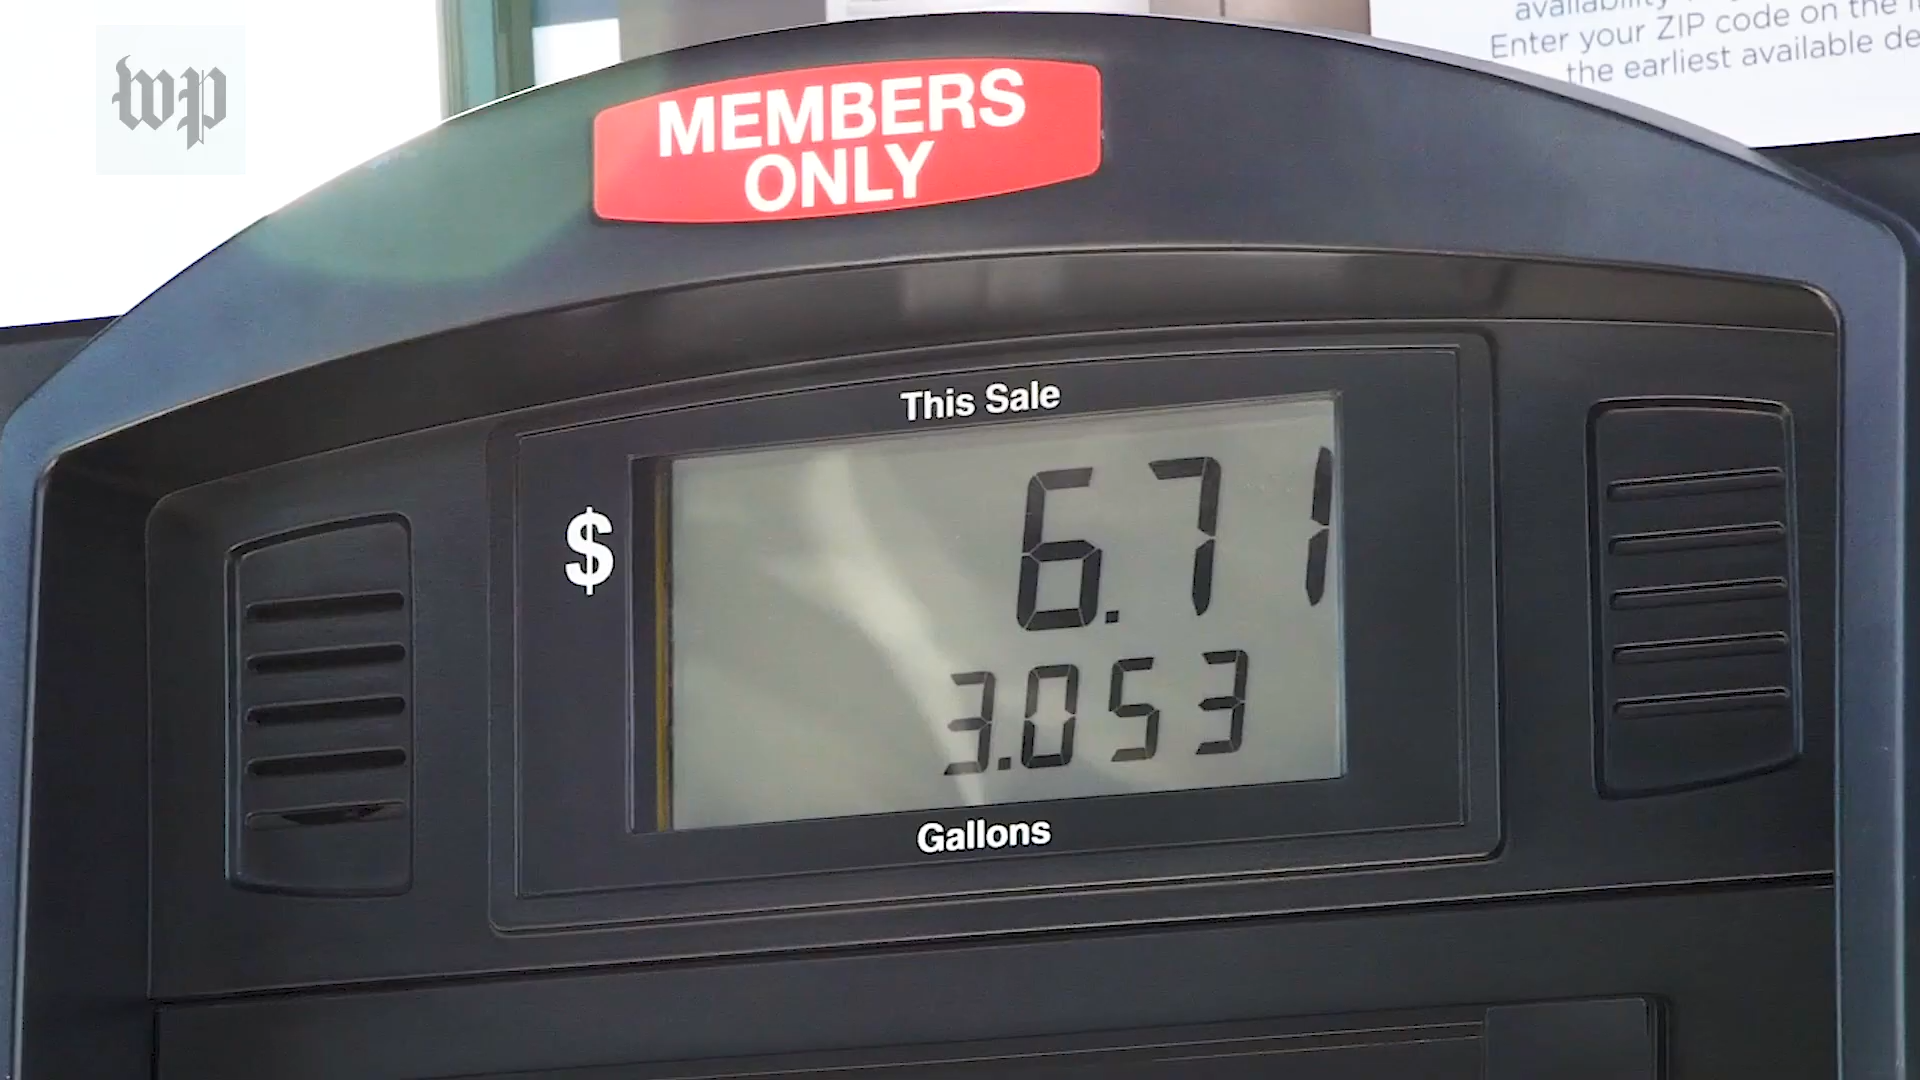 wp
availability
Enter your ZIP code on the
the earliest available
MEMBERS
ONLY
This Sale
$
6.71
3.053
Gallons